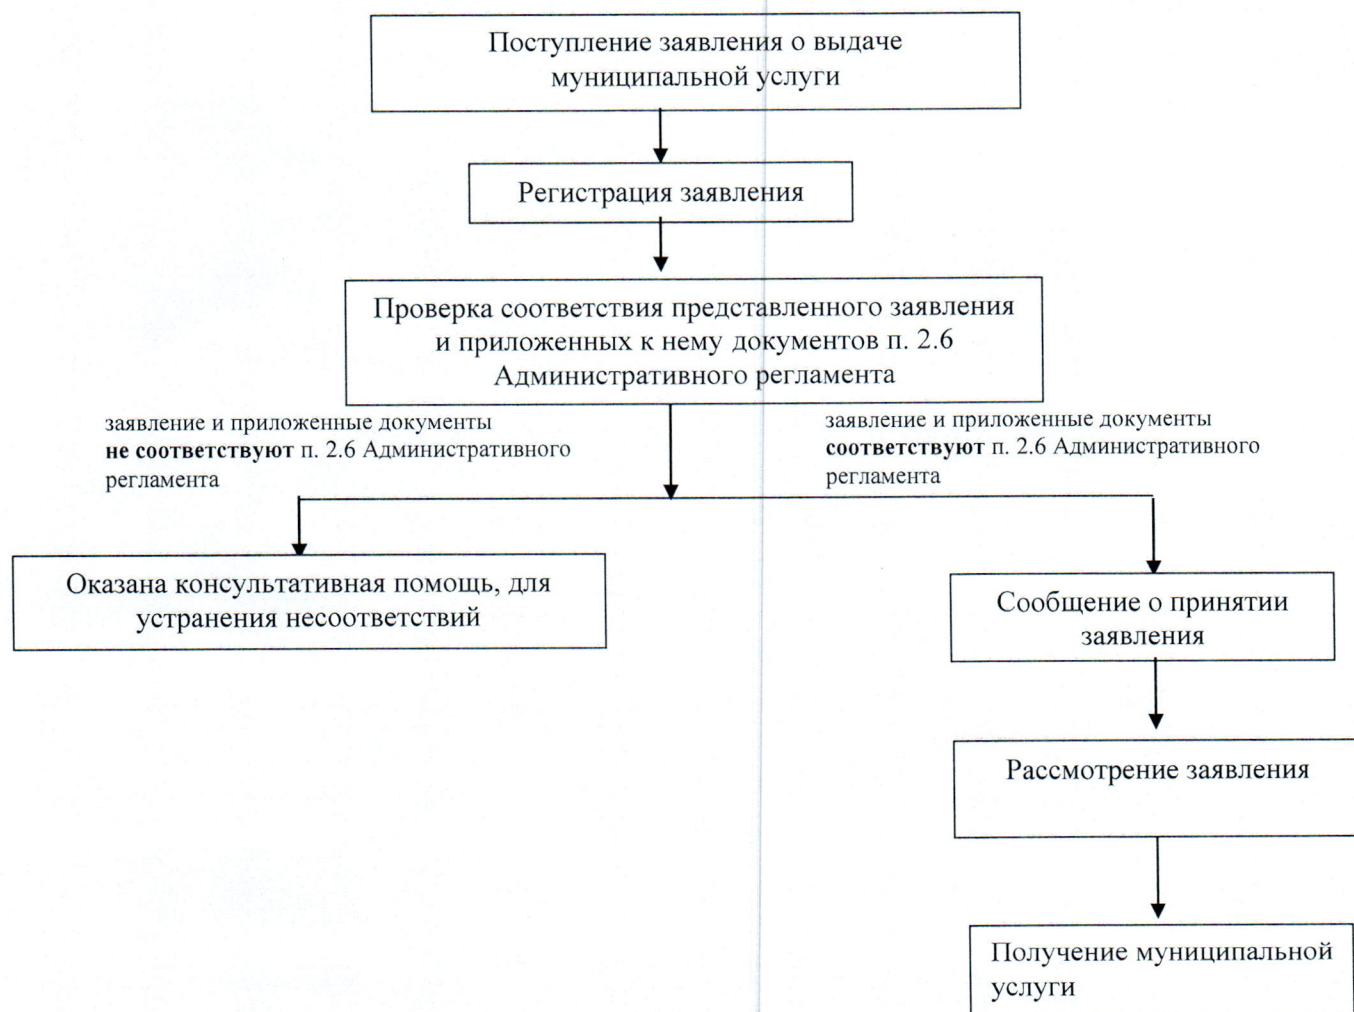 Поступление заявления о выдаче
муниципальной услуги
Регистрация заявления
Проверка соответствия представленного заявления
и приложенных к нему документов п. 2.6
Административного регламента
заявление и приложенные документы
не соответствуют п. 2.6 Административного
регламента
заявление и приложенные документы
соответствуют п. 2.6 Административного
регламента
Оказана консультативная помощь, для
устранения несоответствий
Сообщение о принятии
заявления
Рассмотрение заявления
Получение муниципальной
услуги